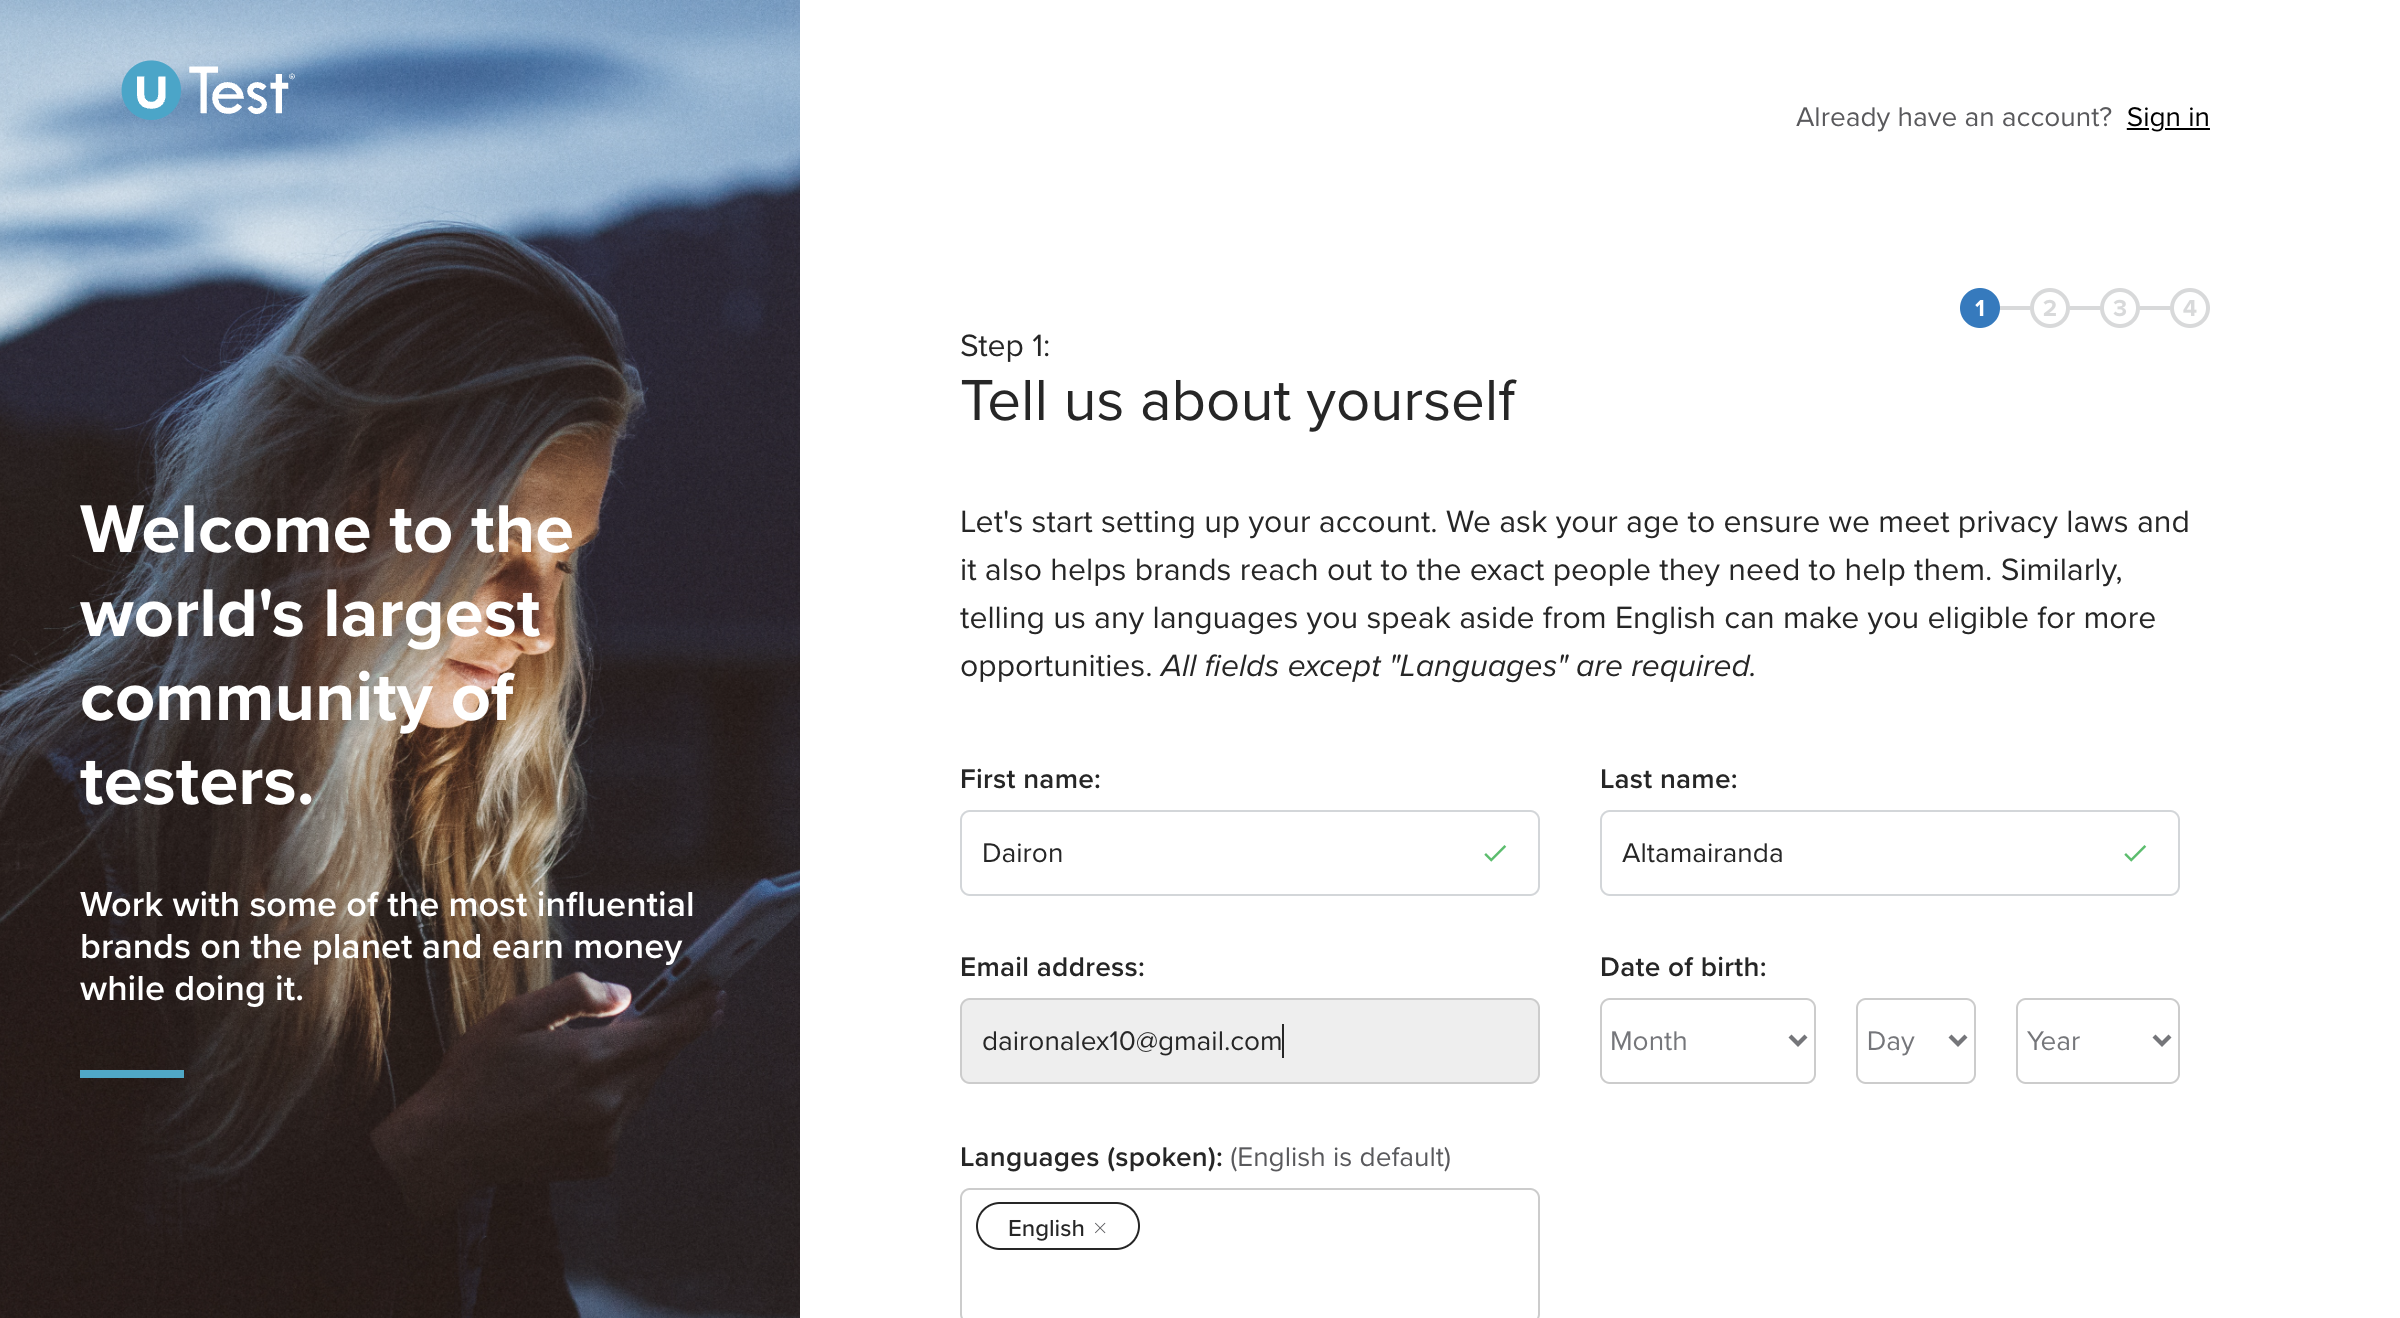 U Test®
Already have an account? Sign in
1 2 3 4
Step 1:
Tell us about yourself
Let's start setting up your account. We ask your age to ensure we meet privacy laws and
it also helps brands reach out to the exact people they need to help them. Similarly,
telling us any languages you speak aside from English can make you eligible for more
opportunities. All fields except "Languages" are required.
Welcome to the
world's largest
community of
testers.
Work with some of the most influential
brands on the planet and earn money
while doing it.
First name: Last name:
Dairon Altamairanda
Email address: Date of birth:
daironalex10@gmail.com Month Day Year
Languages (spoken): (English is default)
English ×